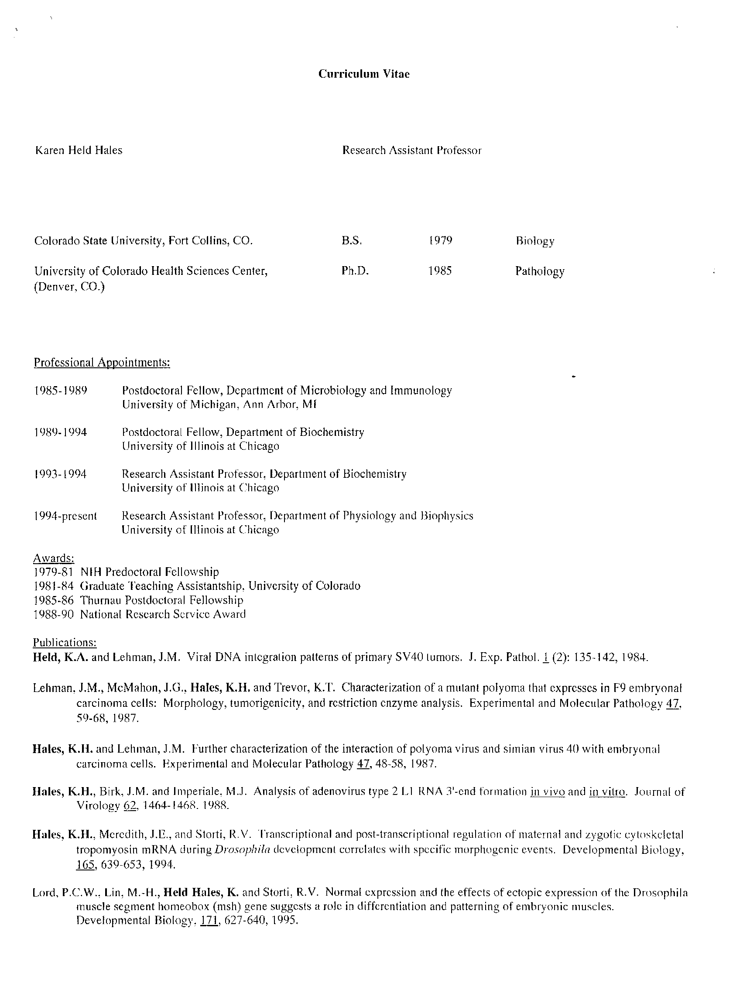 Curriculum Vitae
Karen Held Hales Research Assistant Professor
Colorado State University, Fort Collins, CO. B.S. 1979 Biology
University of Colorado Health Sciences Center, Ph.D. 1985 Pathology
(Denver, CO.)
Professional Appointments:
1985-1989 Postdoctoral Fellow, Department of Microbiology and Immunology
University of Michigan, Ann Arbor, MI
1989-1994 Postdoctoral Fellow, Department of Biochemistry
University of Illinois at Chicago
1993-1994 Research Assistant Professor, Department of Biochemistry
University of Illinois at Chicago
1994-present Research Assistant Professor, Department of Physiology and Biophysics
University of Illinois at Chicago
Awards:
1979-81 NIH Predoctoral Fellowship
1981-84 Graduate Teaching Assistantship, University of Colorado
1985-86 Thurnau Postdoctoral Fellowship
1988-90 National Research Service Award
Publications:
Held, K.A. and Lehman, J.M. Viral DNA integration patterns of primary SV40 tumors. J. Exp. Pathol. 1 (2): 135-142, 1984.
Lehman, J.M., McMahon, J.G., Hales, K.H. and Trevor, K.T. Characterization of a mutant polyoma that expresses in F9 embryonal
carcinoma cells: Morphology, tumorigenicity, and restriction enzyme analysis. Experimental and Molecular Pathology 47,
59-68, 1987.
Hales, K.H. and Lehman, J.M. Further characterization of the interaction of polyoma virus and simian virus 40 with embryonal
carcinoma cells. Experimental and Molecular Pathology 47, 48-58, 1987.
Hales, K.H., Birk, J.M. and Imperiale, M.J. Analysis of adenovirus type 2 L1 RNA 3'-end formation in vivo and in vitro. Journal of
Virology 62, 1464-1468. 1988.
Hales, K.H., Meredith, J.E., and Storti, R.V. Transcriptional and post-transcriptional regulation of maternal and zygotic cytoskeletal
tropomyosin mRNA during Drosophila development correlates with specific morphogenic events. Developmental Biology,
165, 639-653, 1994.
Lord, P.C.W., Lin, M.-H., Held Hales, K. and Storti, R.V. Normal expression and the effects of ectopic expression of the Drosophila
muscle segment homeobox (msh) gene suggests a role in differentiation and patterning of embryonic muscles.
Developmental Biology, 171, 627-640, 1995.